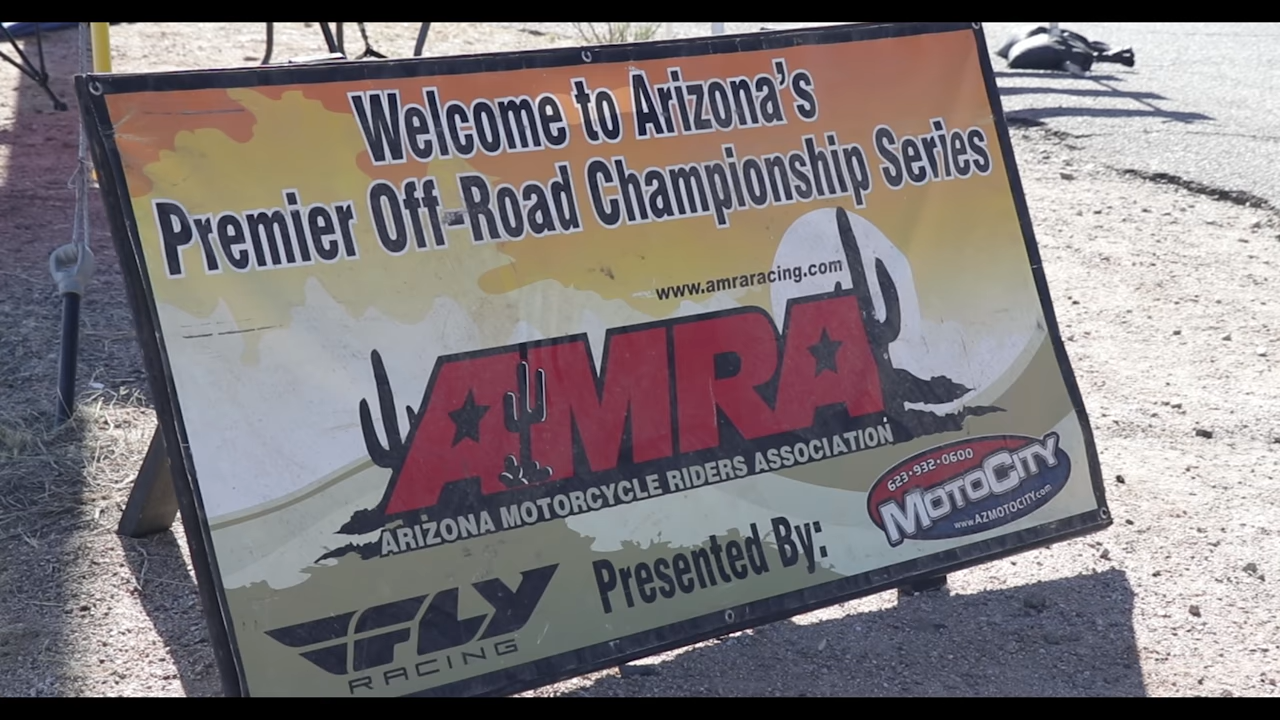 Welcome to Arizona's
Premier Off-Road Championship Series
www.amraracing.com
AMRA
ARIZONA MOTORCYCLE RIDERS ASSOCIATION
623·932·0600
MOTOCITY
www.AZMOTOCITY.com
Presented By:
FLY
RACING